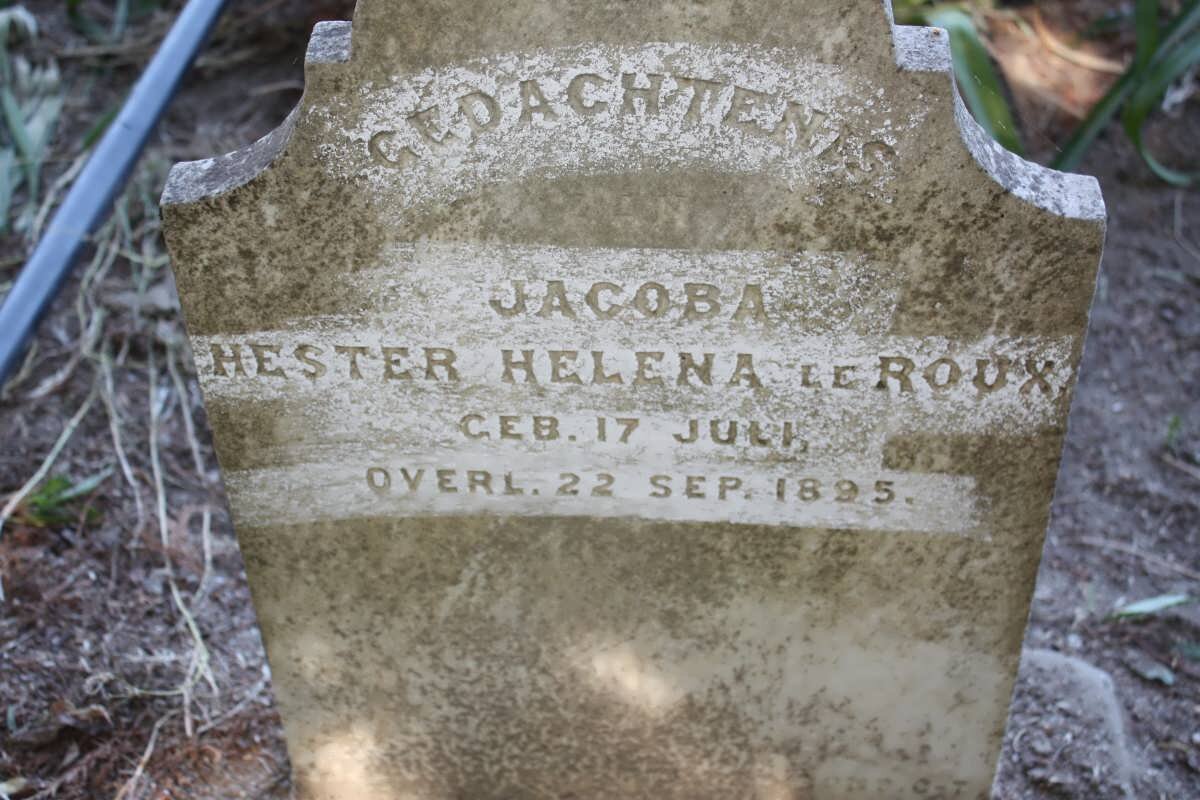 GEDACHTENIS
JACOBA
HESTER HELENA LE ROUX,
GEB. 17 JULI,
OVERL. 22 SEP. 1895.